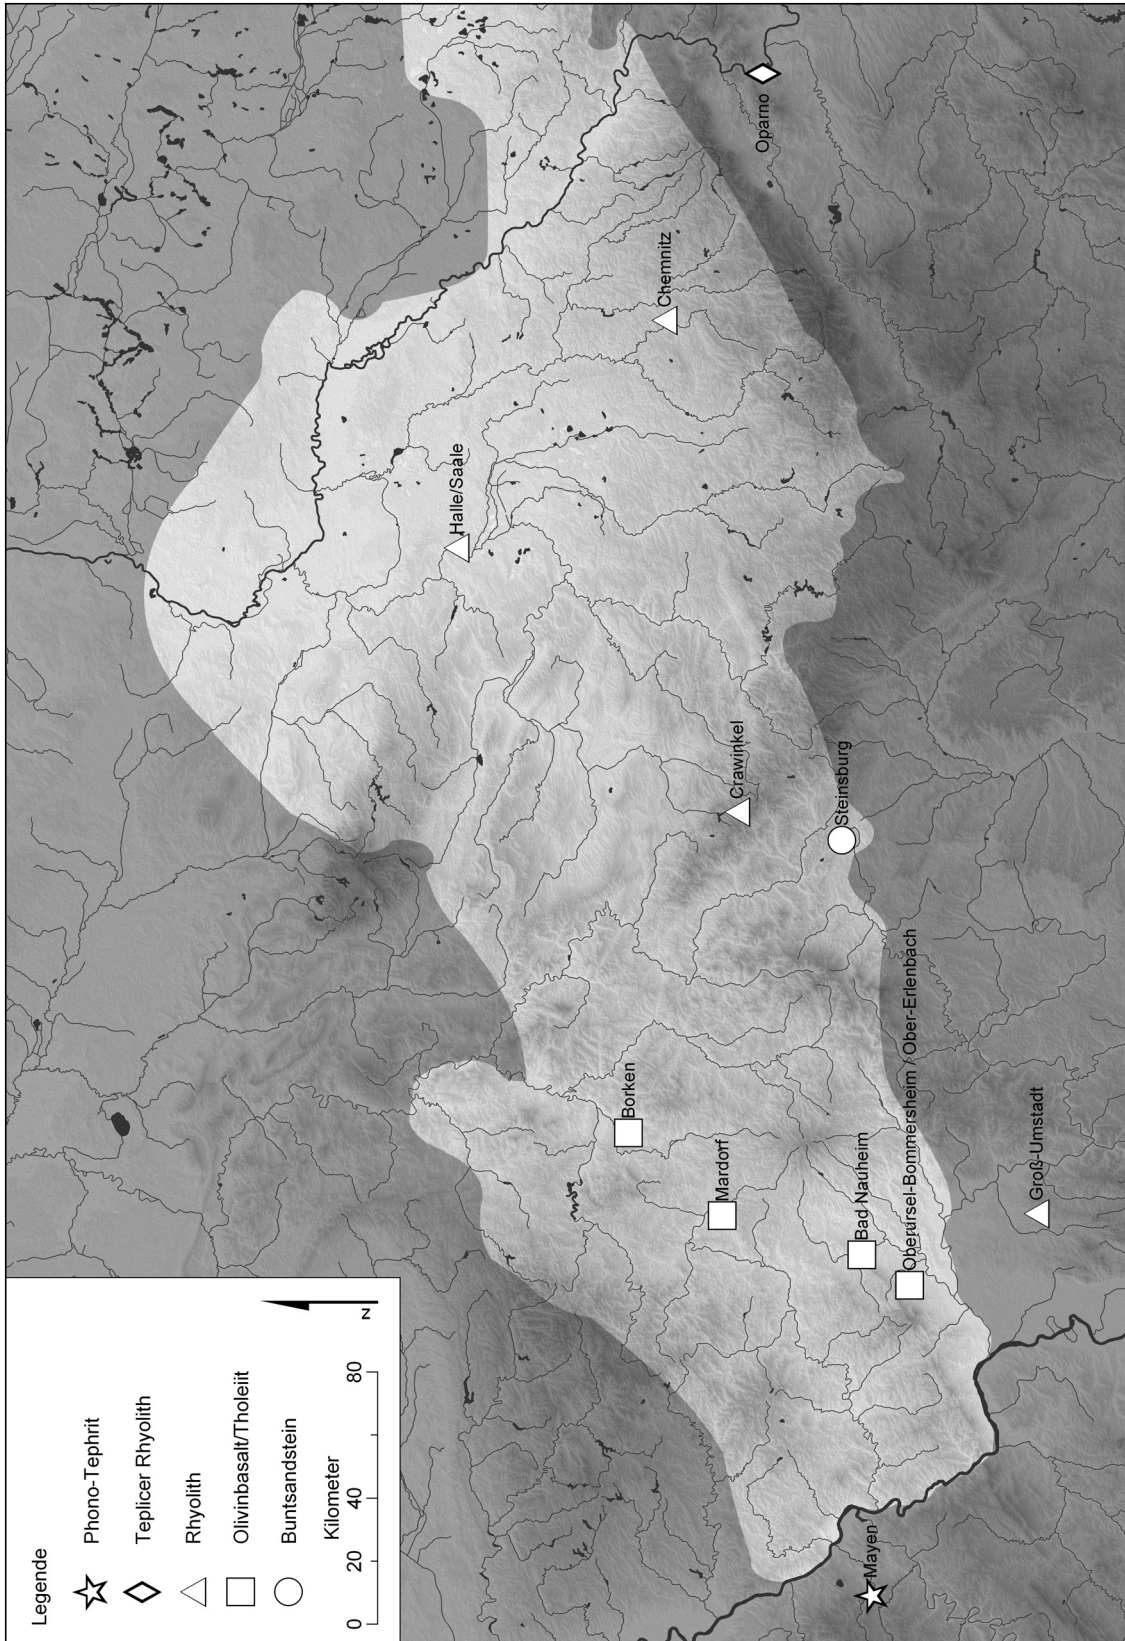 Legende
Phono-Tephrit
Teplicer Rhyolith
Rhyolith
Olivinbasalt/Tholeiit
Buntsandstein
Kilometer
0 20 40 80
N
Halle/Saale
Borken
Chemnitz
Mardorf
Crawinkel
Oparno
Steinsburg
Bad Nauheim
Mayen
Oberursel-Bommersheim / Ober-Erlenbach
Groß-Umstadt